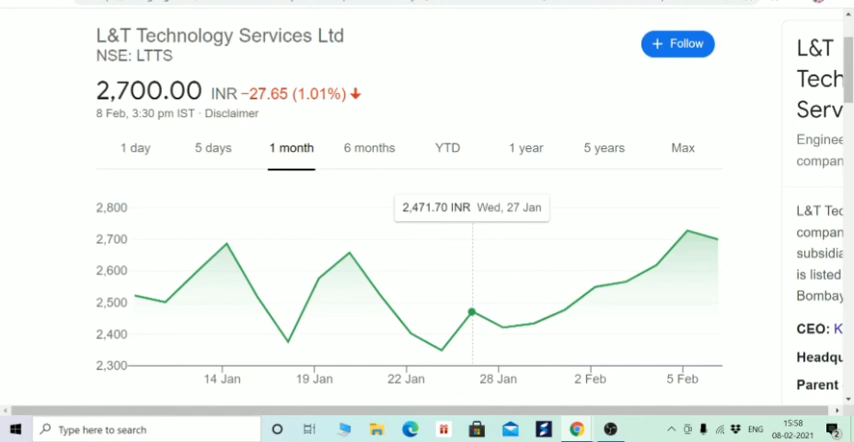 L&T Technology Services Ltd
NSE: LTTS
+ Follow
2,700.00 INR −27.65 (1.01%) ↓
8 Feb, 3:30 pm IST · Disclaimer
1 day 5 days 1 month 6 months YTD 1 year 5 years Max
2,471.70 INR Wed, 27 Jan
2,800
2,700
2,600
2,500
2,400
2,300
14 Jan 19 Jan 22 Jan 28 Jan 2 Feb 5 Feb
L&T
Tech
Serv
Enginee
compan
L&T Tec
compan
subsidia
is listed
Bombay
CEO: K
Headqu
Parent
Type here to search
ENG
15:58
08-02-2021
2